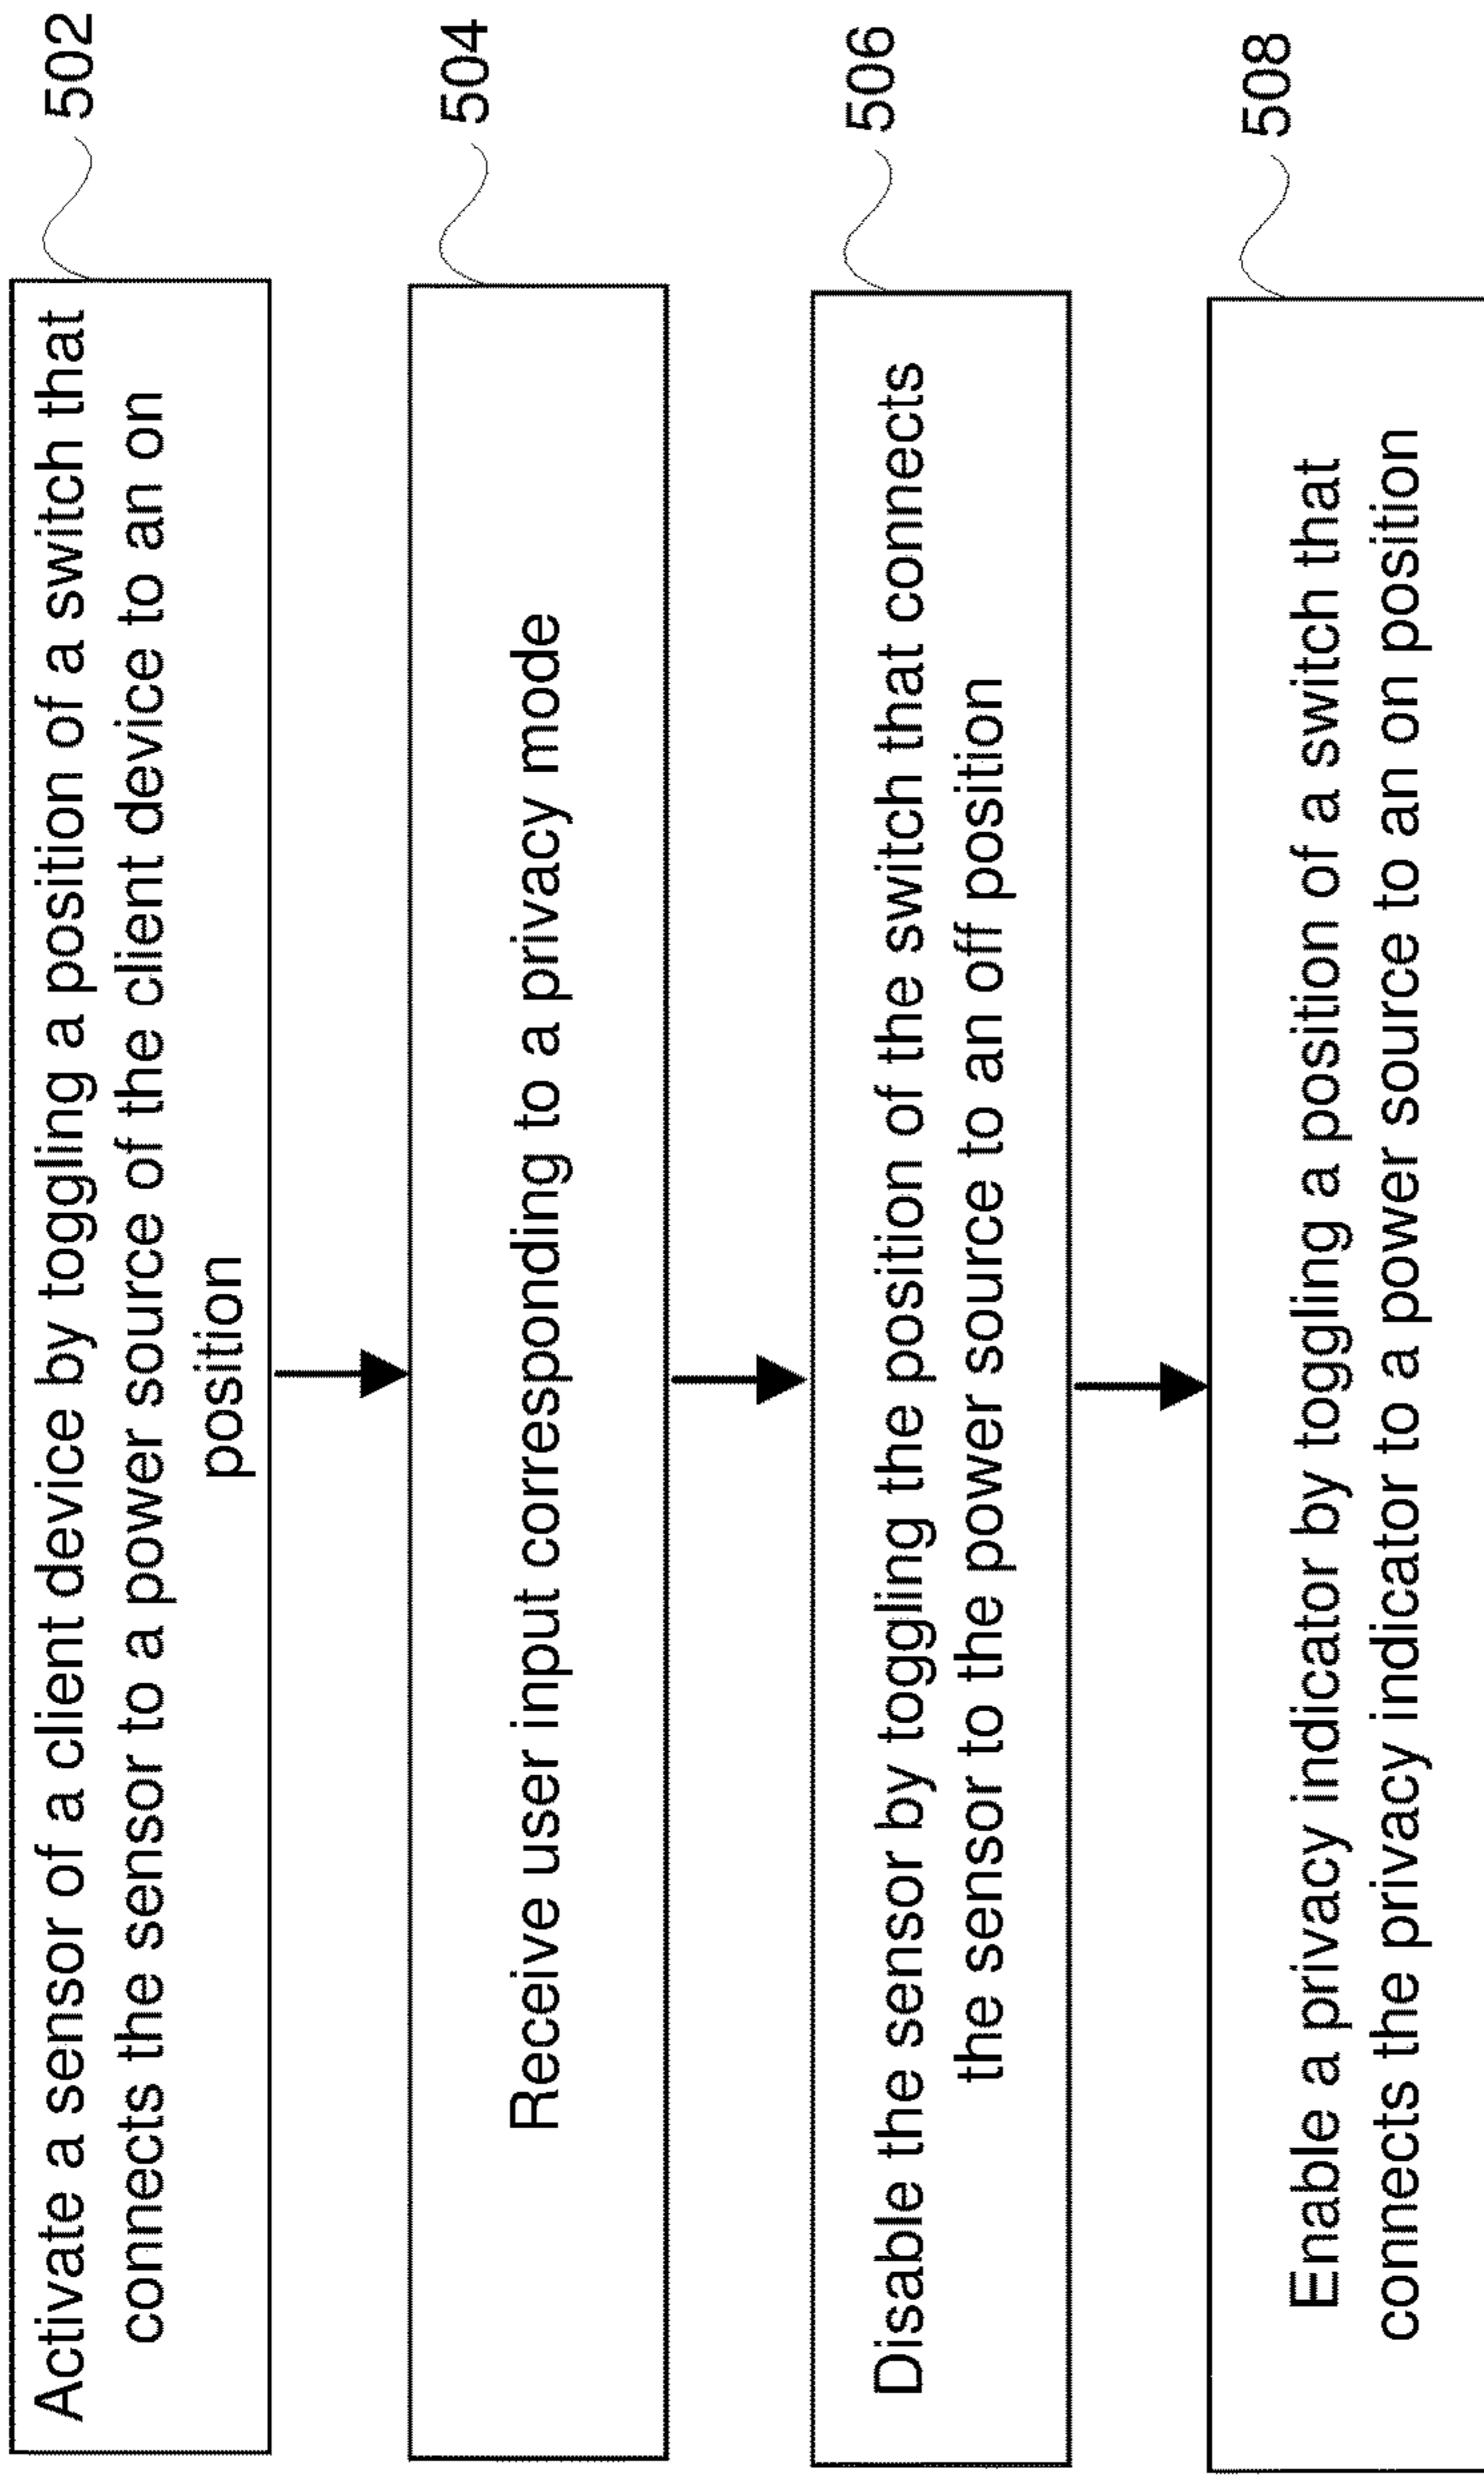 Activate a sensor of a client device by toggling a position of a switch that
connects the sensor to a power source of the client device to an on
position
502
Receive user input corresponding to a privacy mode
504
Disable the sensor by toggling the position of the switch that connects
the sensor to the power source to an off position
506
Enable a privacy indicator by toggling a position of a switch that
connects the privacy indicator to a power source to an on position
508